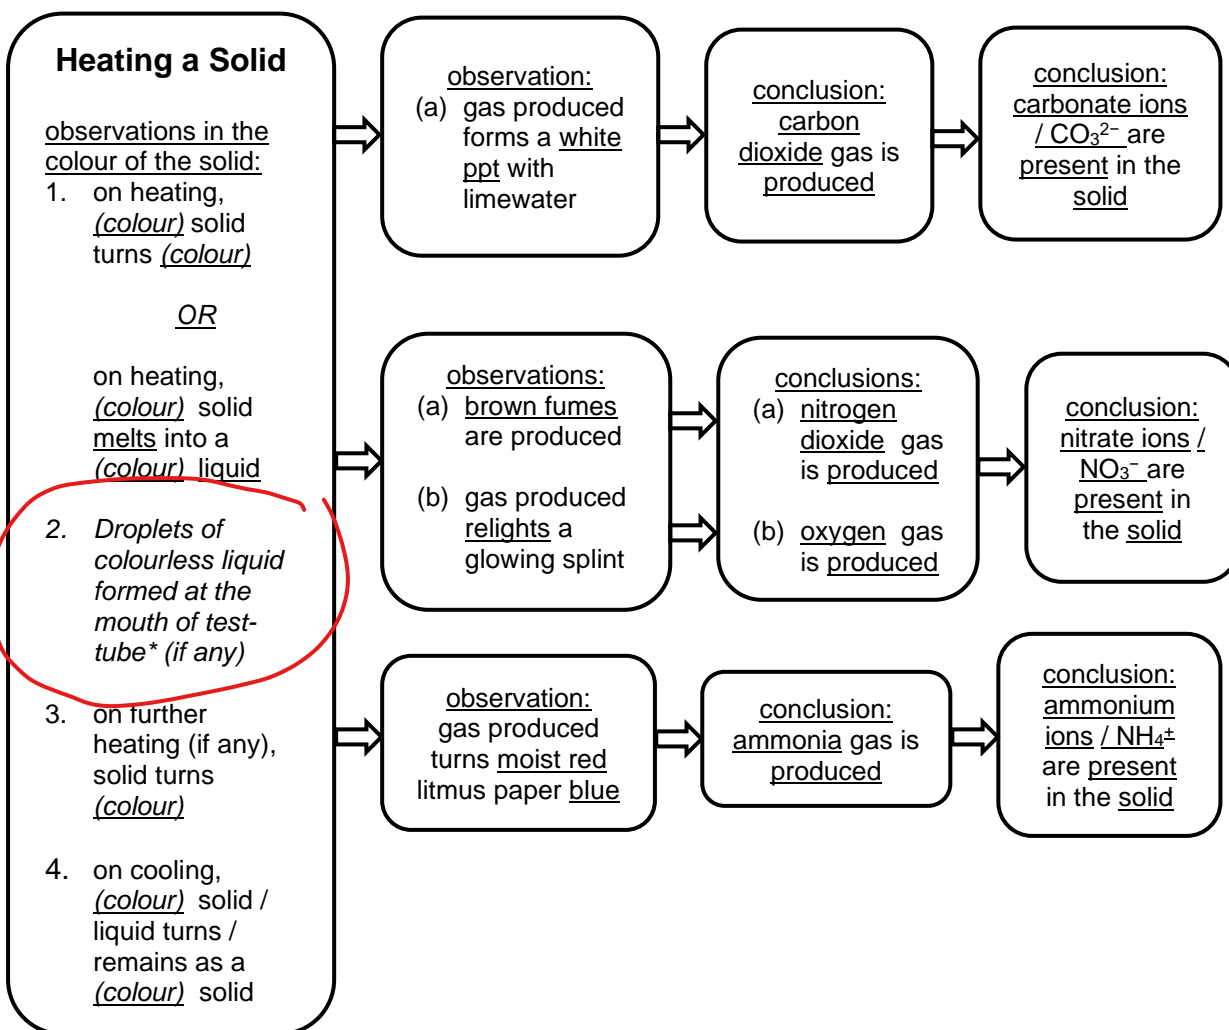 Heating a Solid
observations in the
colour of the solid:
1. on heating,
(colour) solid
turns (colour)
OR
on heating,
(colour) solid
melts into a
(colour) liquid
2. Droplets of
colourless liquid
formed at the
mouth of test-
tube* (if any)
3. on further
heating (if any),
solid turns
(colour)
4. on cooling,
(colour) solid /
liquid turns /
remains as a
(colour) solid
observation:
(a) gas produced
forms a white
ppt with
limewater
conclusion:
carbon
dioxide gas is
produced
conclusion:
carbonate ions
/ CO₃²⁻ are
present in the
solid
observations:
(a) brown fumes
are produced
(b) gas produced
relights a
glowing splint
conclusions:
(a) nitrogen
dioxide gas
is produced
(b) oxygen gas
is produced
conclusion:
nitrate ions /
NO₃⁻ are
present in
the solid
observation:
gas produced
turns moist red
litmus paper blue
conclusion:
ammonia gas is
produced
conclusion:
ammonium
ions / NH₄⁺
are present
in the solid